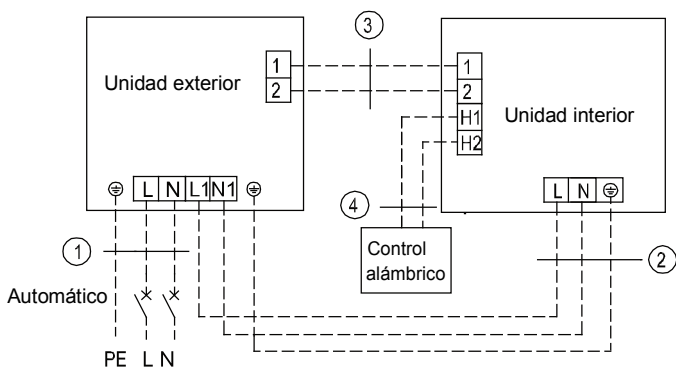 3
Unidad exterior
1
2
1
2
H1
H2
Unidad interior
L N L1 N1
L N
4
Control
alámbrico
1
2
Automático
PE L N